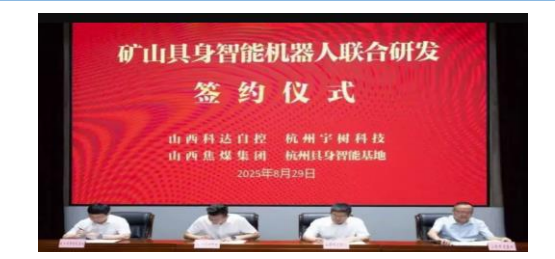 矿山具身智能机器人联合研发
签约仪式
山西科达自控 杭州宇树科技
山西焦煤集团 杭州具身智能基地
2025年8月29日